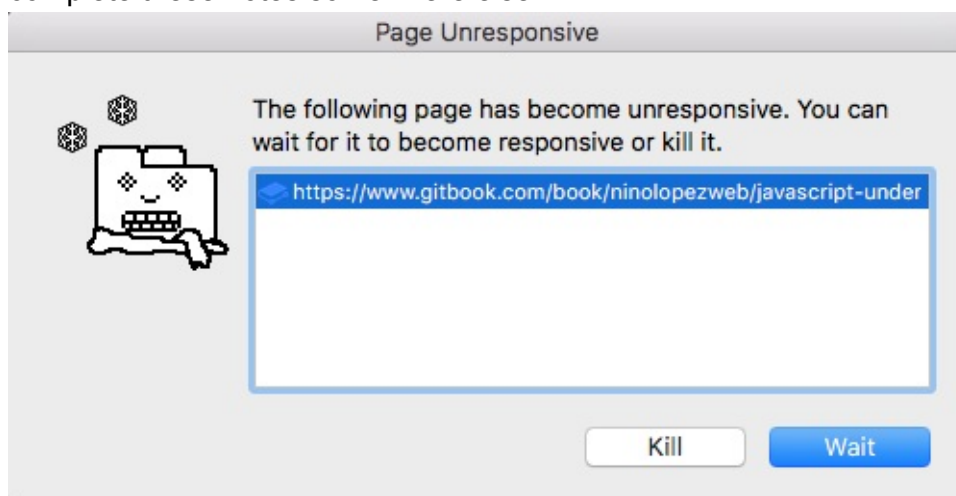 Page Unresponsive
The following page has become unresponsive. You can
wait for it to become responsive or kill it.
https://www.gitbook.com/book/ninolopezweb/javascript-under
Kill
Wait